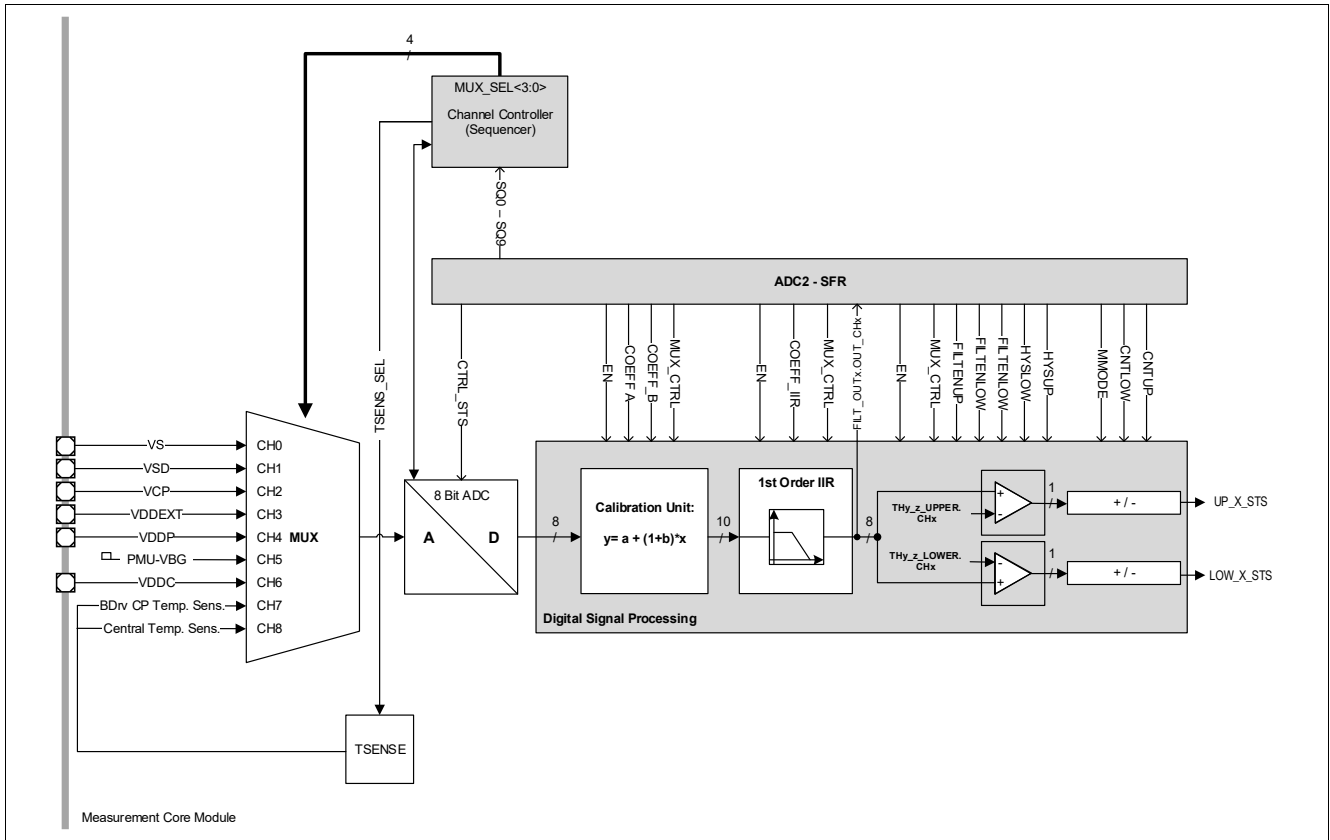 4
MUX_SEL<3:0>
Channel Controller
(Sequencer)
SQ0 – SQ9
ADC2 - SFR
TSENS_SEL
CTRL_STS
EN
COEFF A
COEFF_B
MUX_CTRL
EN
COEFF_IIR
MUX_CTRL
FILT_OUTx.OUT_CHx
EN
MUX_CTRL
FILTENUP
FILTENLOW
FILTENLOW
HYSLOW
HYSUP
MMODE
CNTLOW
CNTUP
VS
CH0
VSD
CH1
VCP
CH2
VDDEXT
CH3
VDDP
CH4
MUX
PMU-VBG
CH5
VDDC
CH6
BDrv CP Temp. Sens.
CH7
Central Temp. Sens.
CH8
8 Bit ADC
A
D
8
Calibration Unit:
y= a + (1+b)*x
10
1st Order IIR
8
THy_z_UPPER.
CHx
+
-
1
+ / -
UP_X_STS
THy_z_LOWER.
CHx
-
+
1
+ / -
LOW_X_STS
Digital Signal Processing
TSENSE
Measurement Core Module